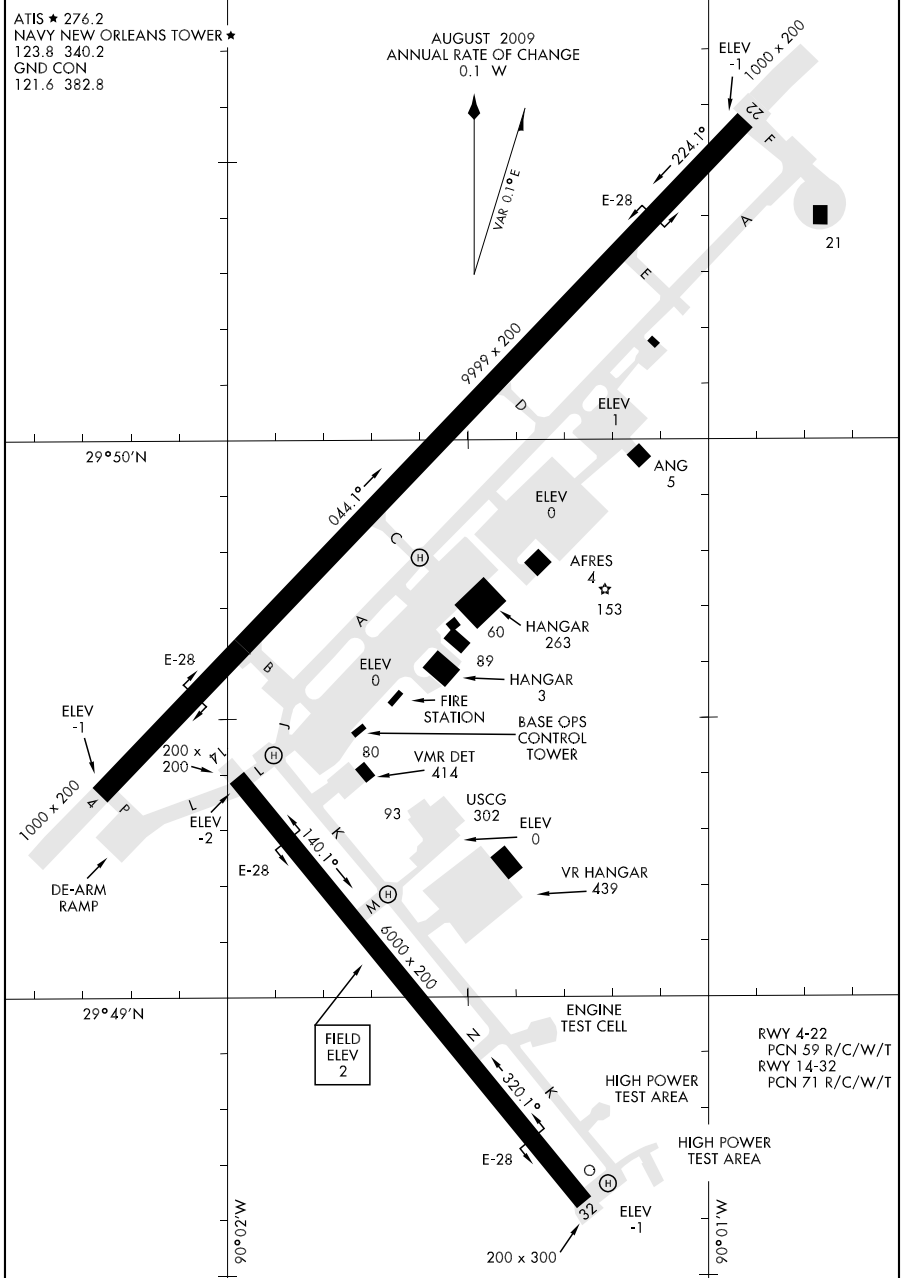 ATIS ★ 276.2
NAVY NEW ORLEANS TOWER ★
123.8 340.2
GND CON
121.6 382.8
AUGUST 2009
ANNUAL RATE OF CHANGE
0.1 W
VAR 0.1° E
ELEV
-1
1000 x 200
22
F
224.1°
E-28
A
21
E
9999 x 200
D
ELEV
1
29°50'N
ANG
5
044.1°
ELEV
0
C
H
AFRES
4
153
A
60
HANGAR
263
E-28
B
ELEV
0
89
HANGAR
3
FIRE
STATION
ELEV
-1
J
BASE OPS
CONTROL
TOWER
14
200 x
200
H
L
80
VMR DET
414
1000 x 200
4
P
L
ELEV
-2
93
USCG
302
ELEV
0
K
140.1°
E-28
DE-ARM
RAMP
VR HANGAR
439
H
M
6000 x 200
29°49'N
ENGINE
TEST CELL
FIELD
ELEV
2
RWY 4-22
PCN 59 R/C/W/T
RWY 14-32
PCN 71 R/C/W/T
N
320.1°
K
HIGH POWER
TEST AREA
HIGH POWER
TEST AREA
E-28
O
H
32
ELEV
-1
200 x 300
90°02'W
90°01'W